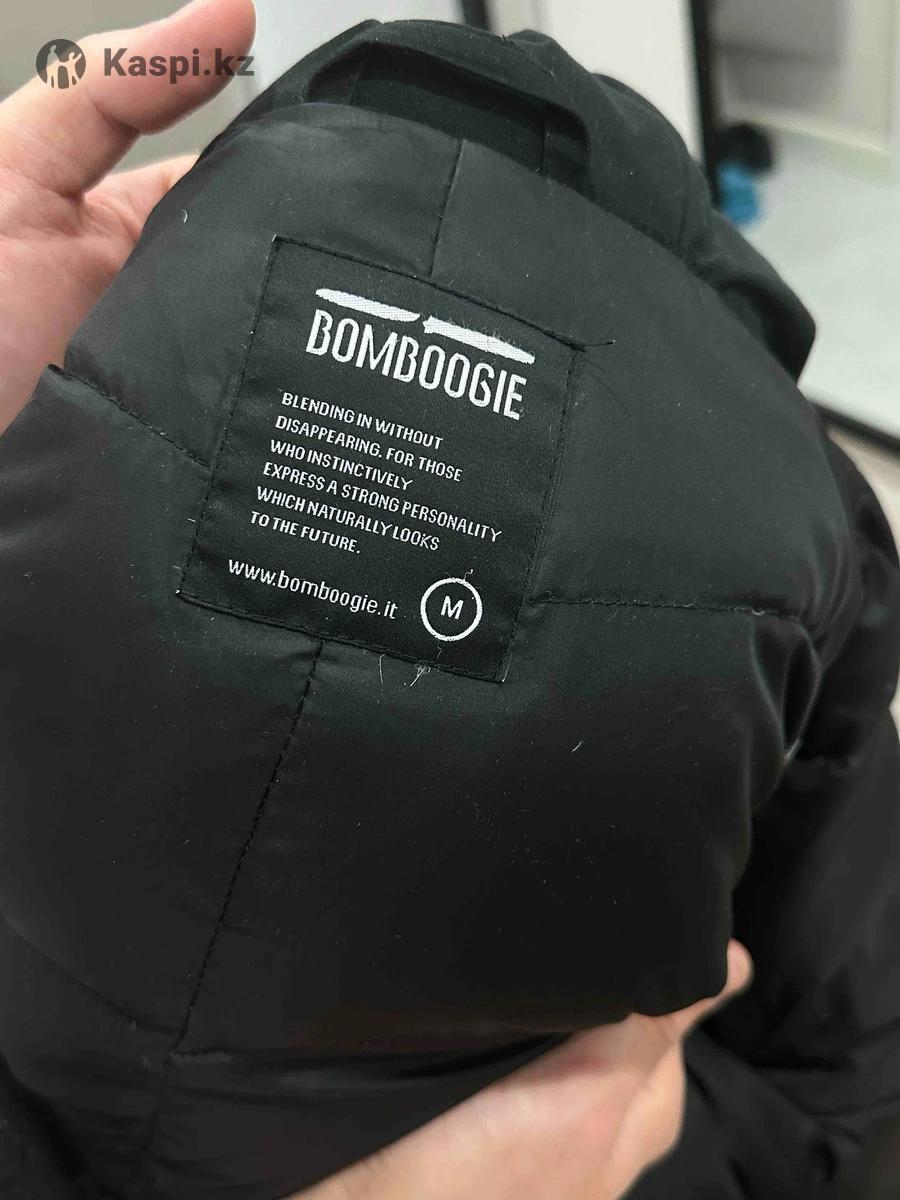 Kaspi.kz
BOMBOOGIE
BLENDING IN WITHOUT
DISAPPEARING. FOR THOSE
WHO INSTINCTIVELY
EXPRESS A STRONG PERSONALITY
WHICH NATURALLY LOOKS
TO THE FUTURE.
www.bomboogie.it
M